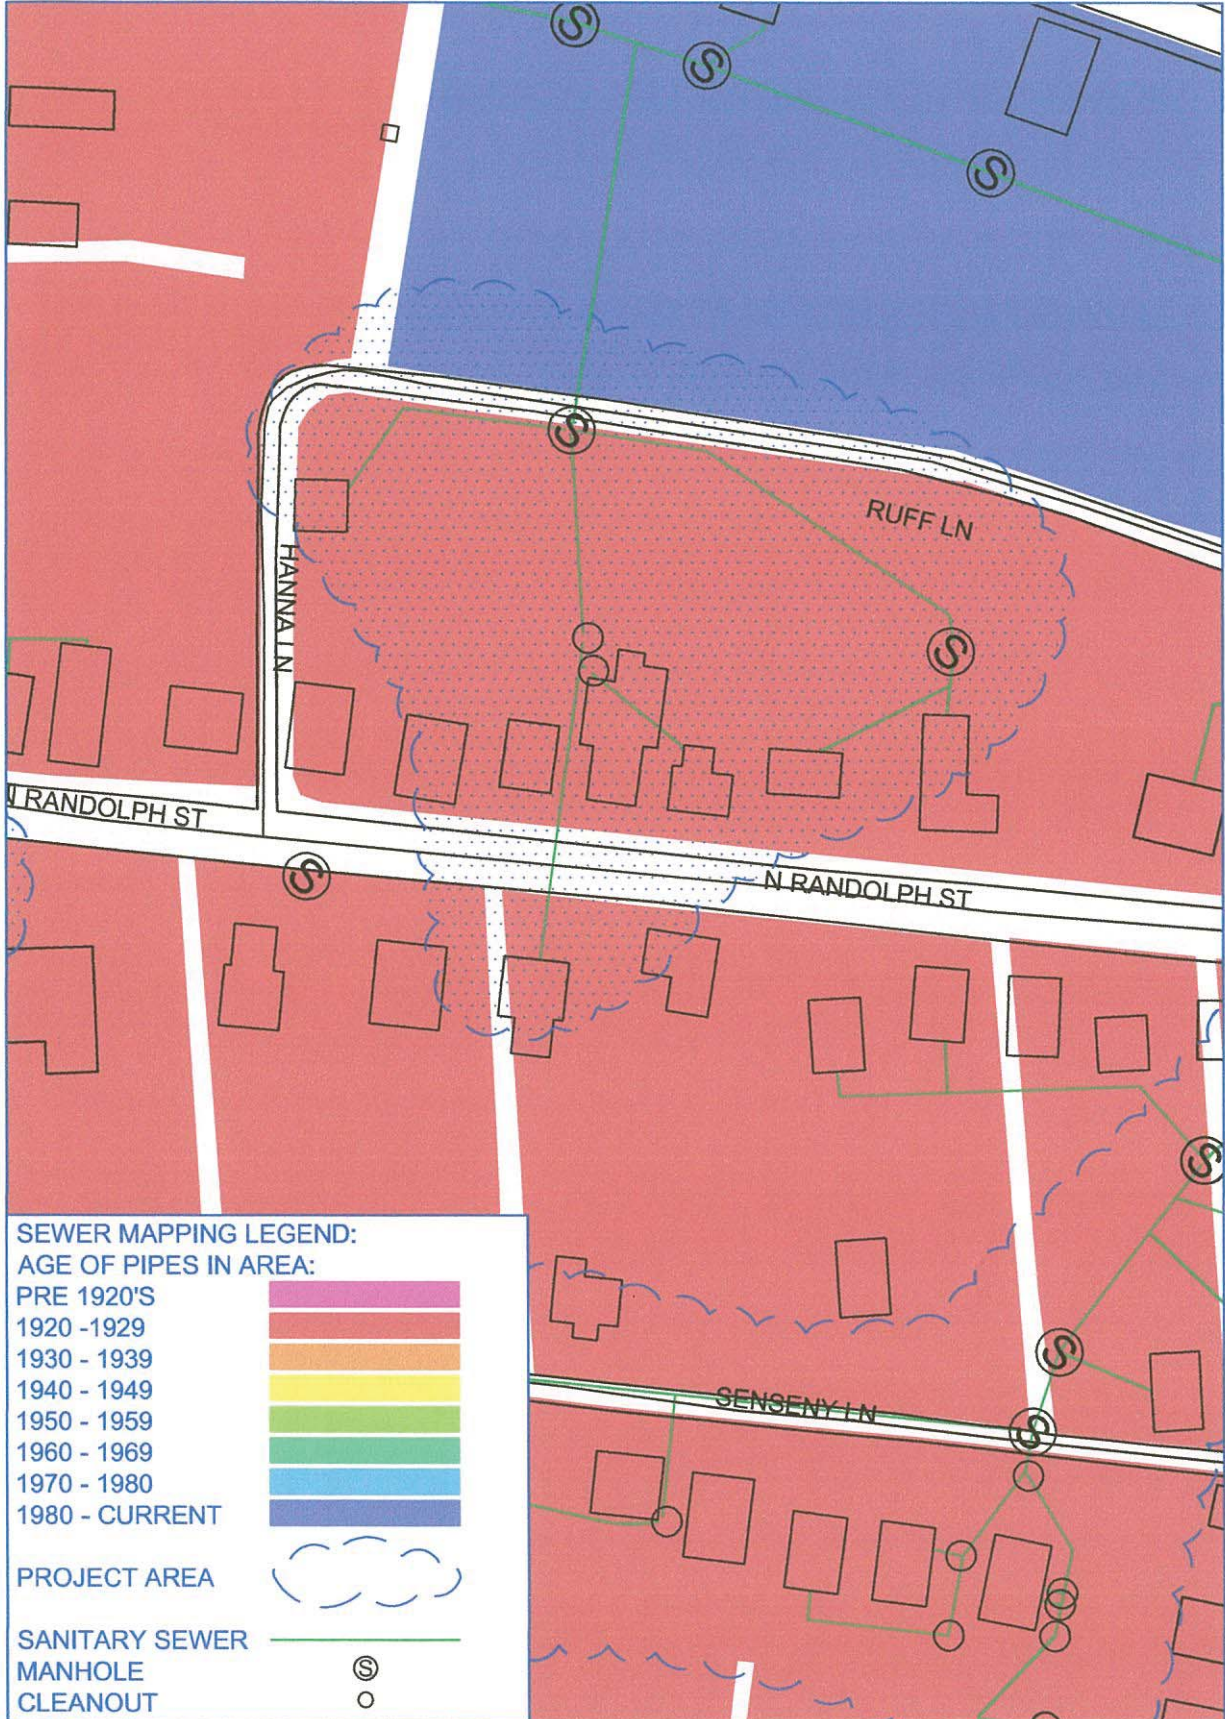 S
S
S
S
RUFF LN
HANNA LN
S
N RANDOLPH ST
S
N RANDOLPH ST
S
SEWER MAPPING LEGEND:
AGE OF PIPES IN AREA:
PRE 1920'S
1920 -1929
1930 - 1939
1940 - 1949
1950 - 1959
1960 - 1969
1970 - 1980
1980 - CURRENT
PROJECT AREA
SANITARY SEWER
MANHOLE S
CLEANOUT
S
SENSENY LN
S